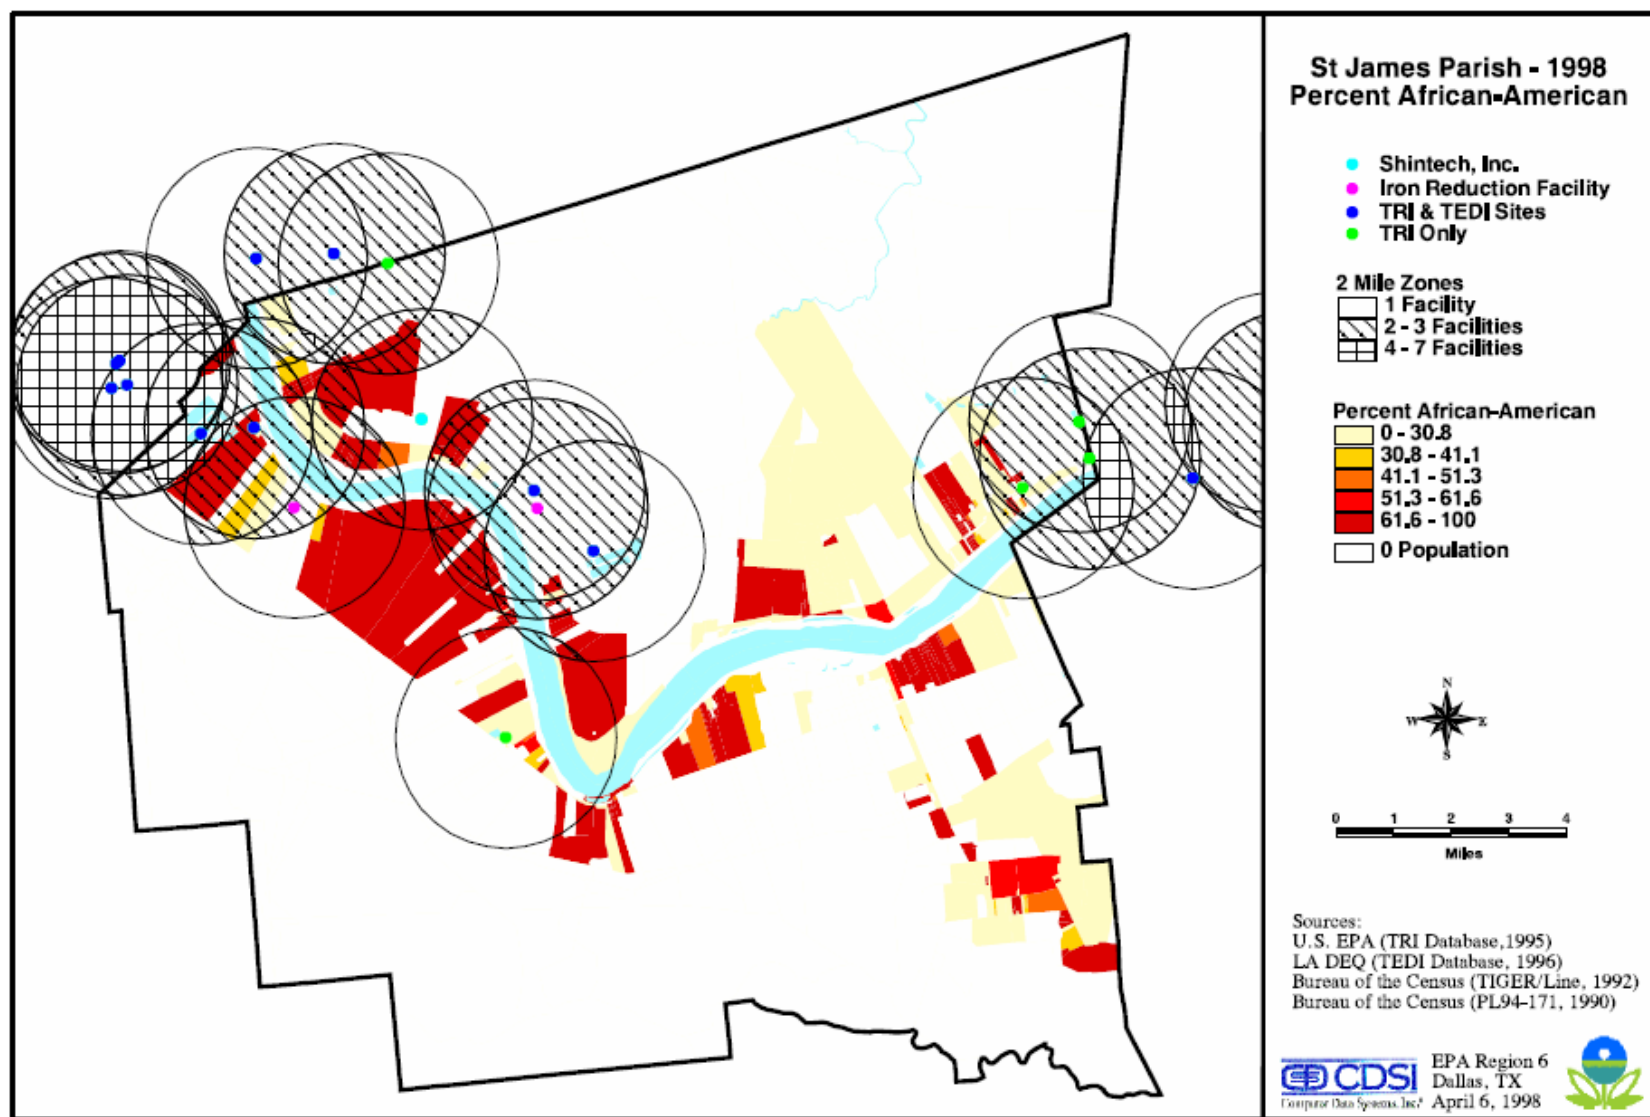 St James Parish - 1998
Percent African-American
Shintech, Inc.
Iron Reduction Facility
TRI & TEDI Sites
TRI Only
2 Mile Zones
1 Facility
2 - 3 Facilities
4 - 7 Facilities
Percent African-American
0 - 30.8
30.8 - 41.1
41.1 - 51.3
51.3 - 61.6
61.6 - 100
0 Population
N
W E
S
0 1 2 3 4
Miles
Sources:
U.S. EPA (TRI Database,1995)
LA DEQ (TEDI Database, 1996)
Bureau of the Census (TIGER/Line, 1992)
Bureau of the Census (PL94-171, 1990)
CDSI
Computer Data Systems, Inc.
EPA Region 6
Dallas, TX
April 6, 1998